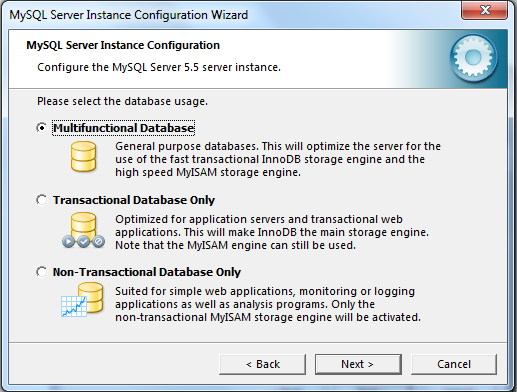 MySQL Server Instance Configuration Wizard
MySQL Server Instance Configuration
Configure the MySQL Server 5.5 server instance.
Please select the database usage.
Multifunctional Database
General purpose databases. This will optimize the server for the
use of the fast transactional InnoDB storage engine and the
high speed MyISAM storage engine.
Transactional Database Only
Optimized for application servers and transactional web
applications. This will make InnoDB the main storage engine.
Note that the MyISAM engine can still be used.
Non-Transactional Database Only
Suited for simple web applications, monitoring or logging
applications as well as analysis programs. Only the
non-transactional MyISAM storage engine will be activated.
< Back
Next >
Cancel